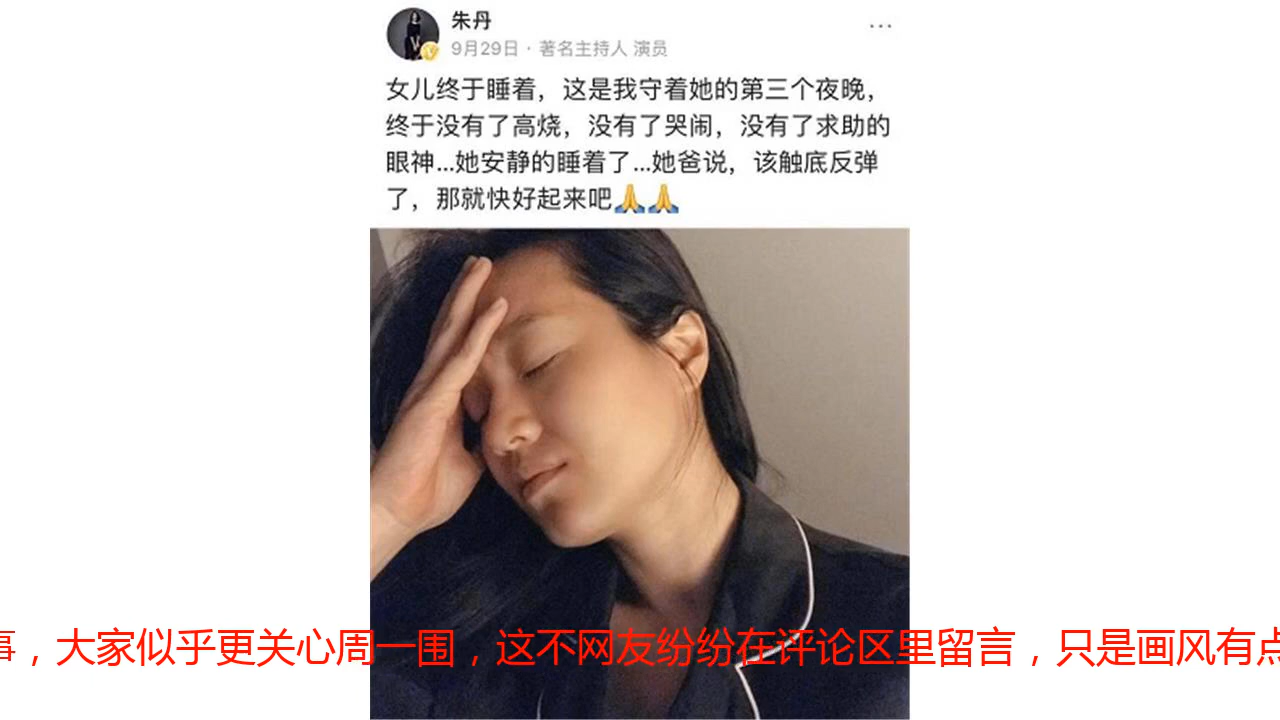 朱丹
9月29日 · 著名主持人 演员
女儿终于睡着，这是我守着她的第三个夜晚，
终于没有了高烧，没有了哭闹，没有了求助的
眼神...她安静的睡着了...她爸说，该触底反弹
了，那就快好起来吧🙏🙏
事，大家似乎更关心周一围，这不网友纷纷在评论区里留言，只是画风有点